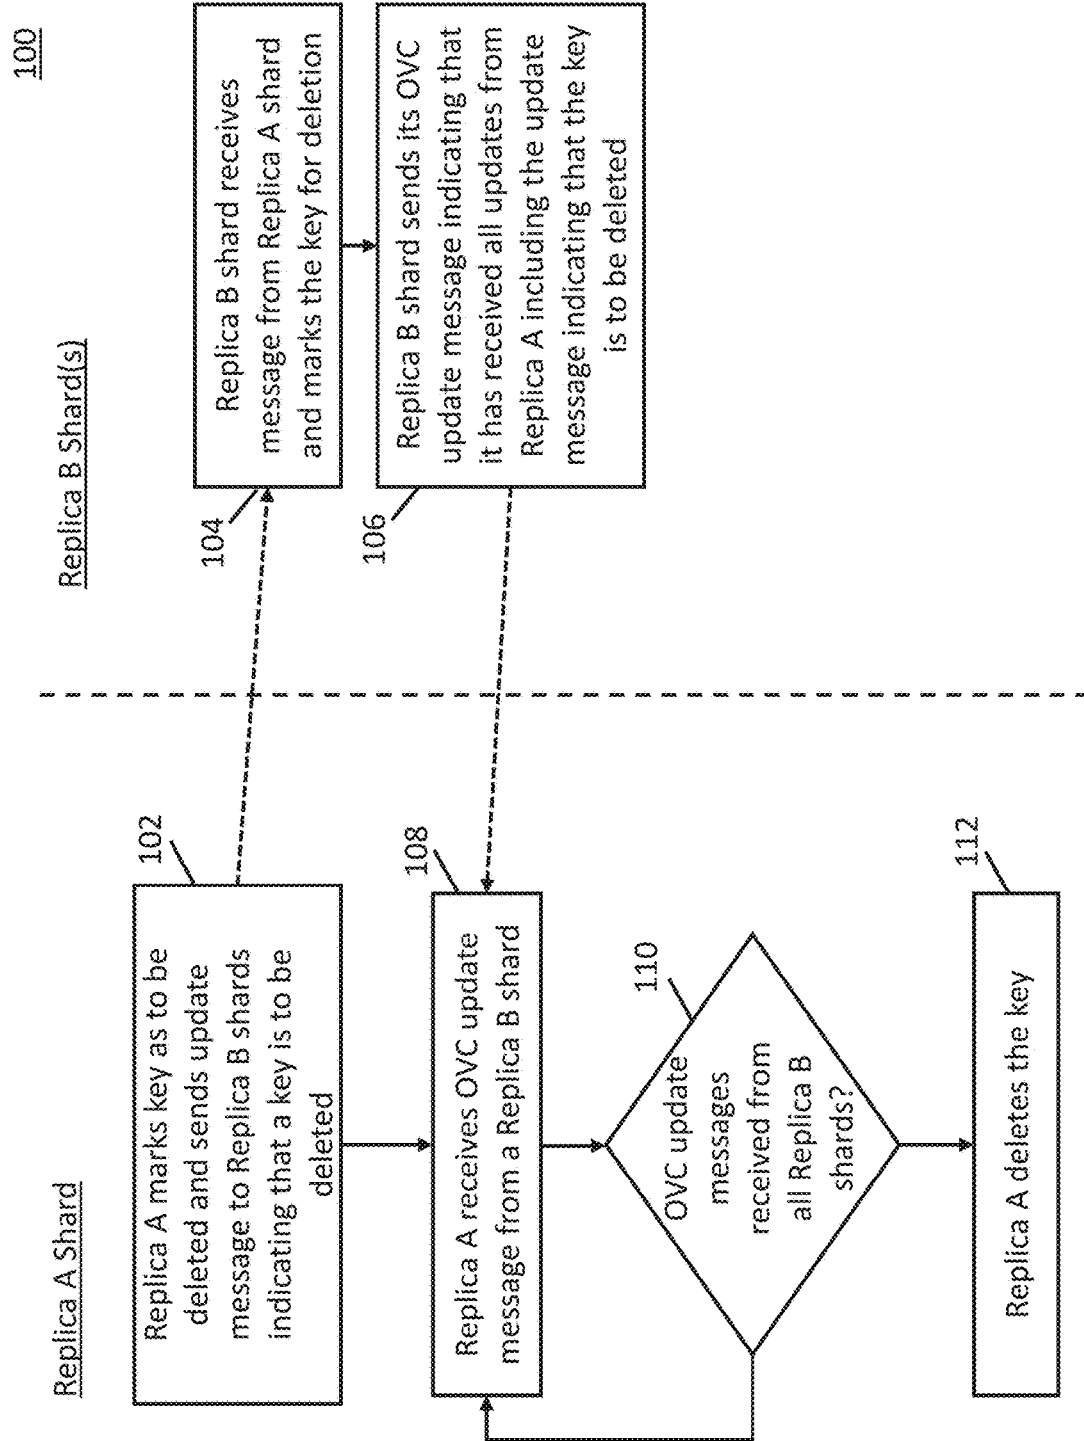 100
Replica A Shard
Replica B Shard(s)
102
Replica A marks key as to be
deleted and sends update
message to Replica B shards
indicating that a key is to be
deleted
104
Replica B shard receives
message from Replica A shard
and marks the key for deletion
106
Replica B shard sends its OVC
update message indicating that
it has received all updates from
Replica A including the update
message indicating that the key
is to be deleted
108
Replica A receives OVC update
message from a Replica B shard
110
OVC update
messages
received from
all Replica B
shards?
112
Replica A deletes the key